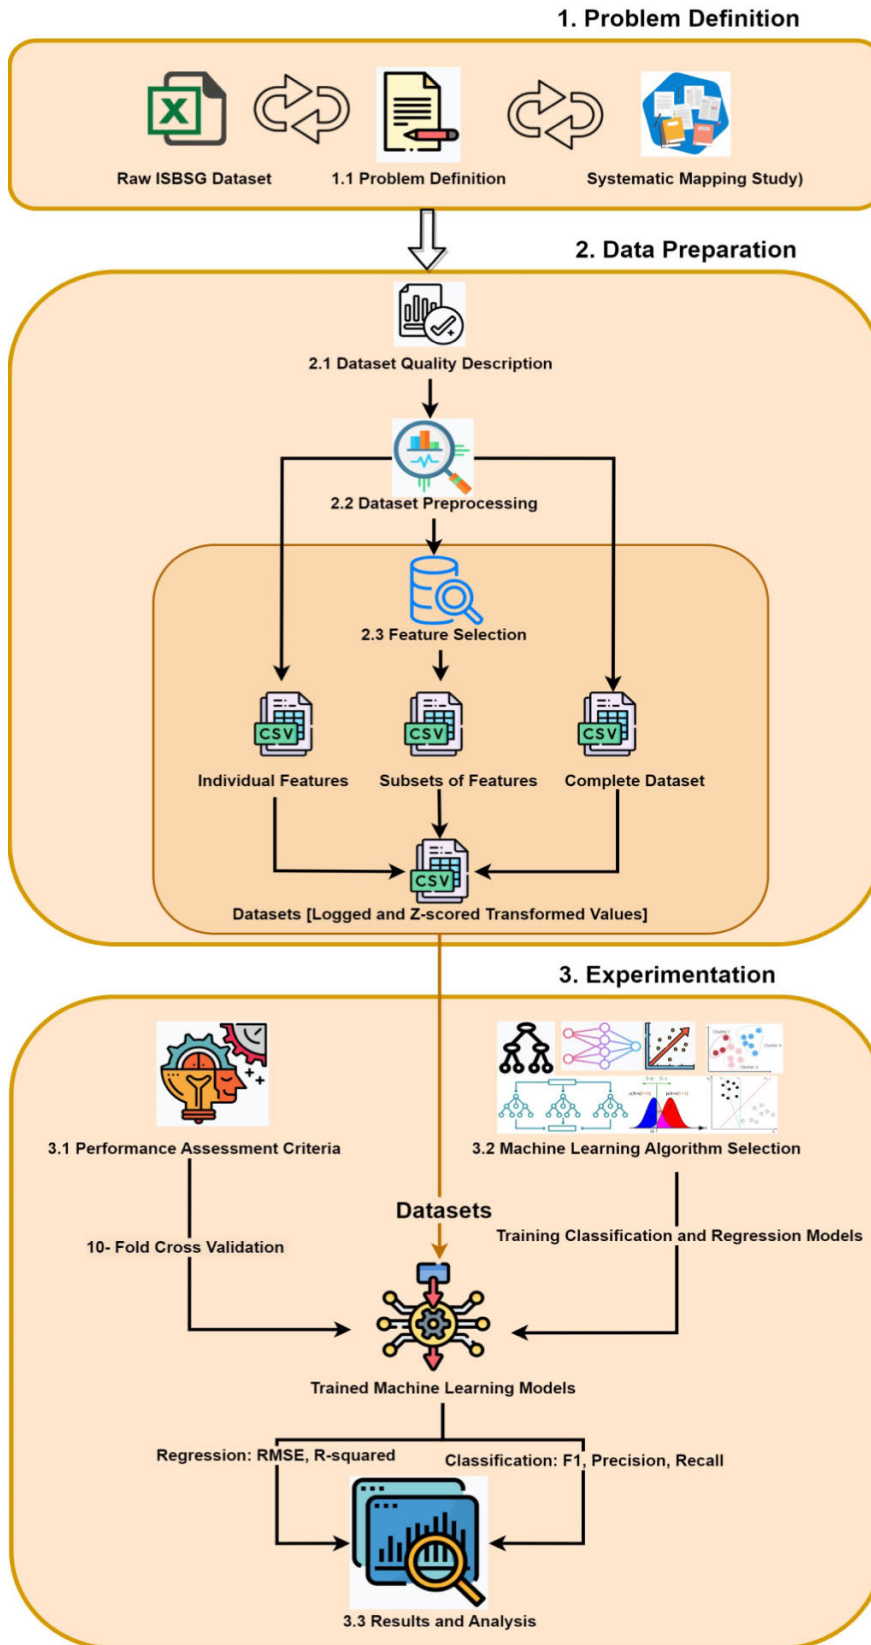 1. Problem Definition
Raw ISBSG Dataset
1.1 Problem Definition
Systematic Mapping Study)
2. Data Preparation
2.1 Dataset Quality Description
2.2 Dataset Preprocessing
2.3 Feature Selection
CSV
CSV
CSV
Individual Features
Subsets of Features
Complete Dataset
CSV
Datasets [Logged and Z-scored Transformed Values]
3. Experimentation
Cluster 1
Cluster 2
3.1 Performance Assessment Criteria
3.2 Machine Learning Algorithm Selection
Datasets
10- Fold Cross Validation
Training Classification and Regression Models
Trained Machine Learning Models
Regression: RMSE, R-squared
Classification: F1, Precision, Recall
3.3 Results and Analysis